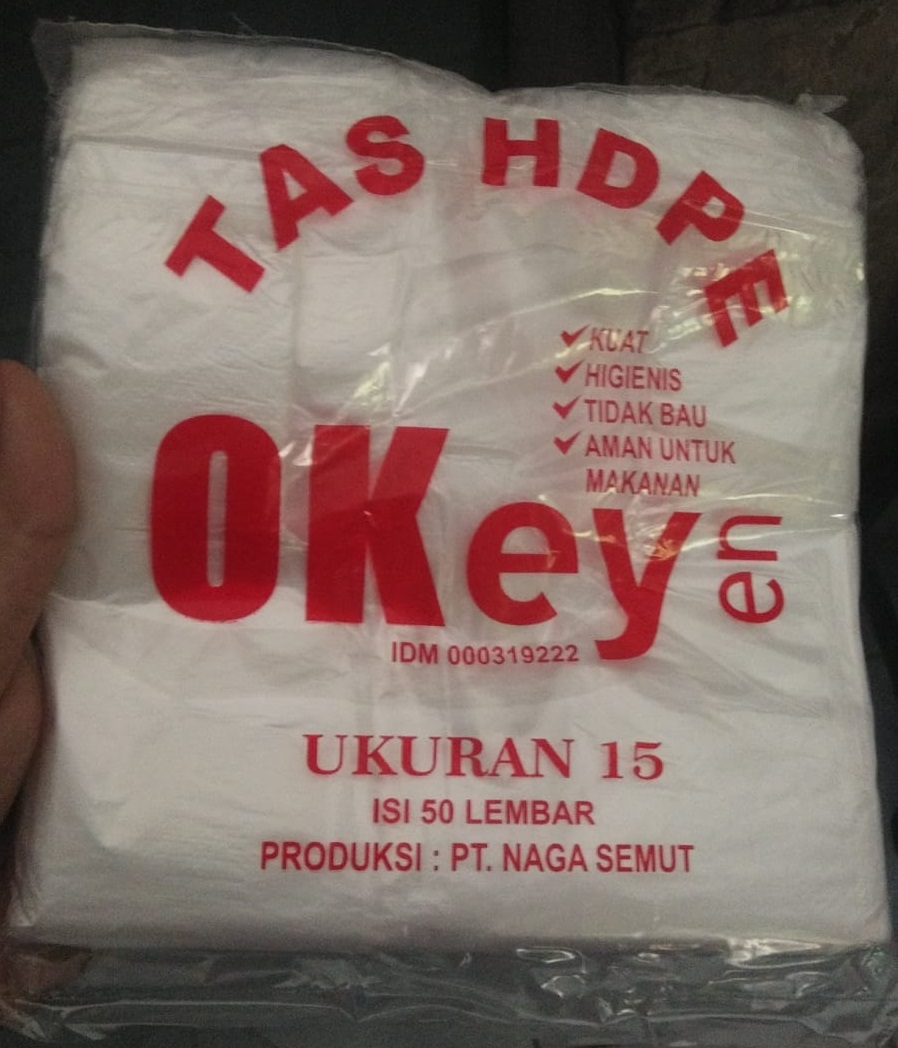 TAS HDPE
KUAT
HIGIENIS
TIDAK BAU
AMAN UNTUK
MAKANAN
OKey en
IDM 000319222
UKURAN 15
ISI 50 LEMBAR
PRODUKSI : PT. NAGA SEMUT